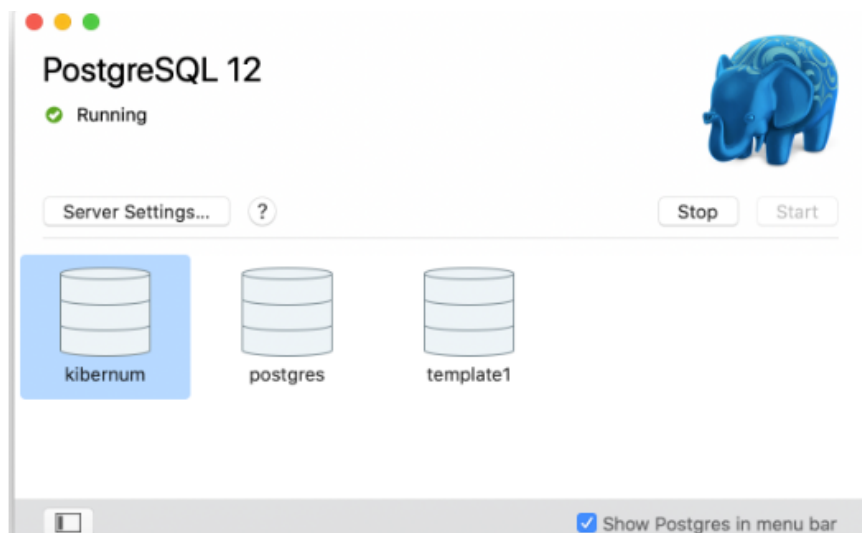 PostgreSQL 12
Running
Server Settings... ? Stop Start
kibernum postgres template1
Show Postgres in menu bar